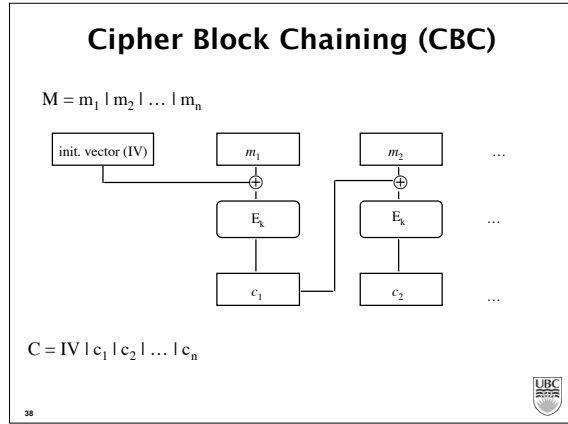 Cipher Block Chaining (CBC)
M = m₁ | m₂ | … | mₙ
init. vector (IV) m₁ m₂ …
⊕ ⊕
Eₖ Eₖ …
c₁ c₂ …
C = IV | c₁ | c₂ | … | cₙ
38
UBC